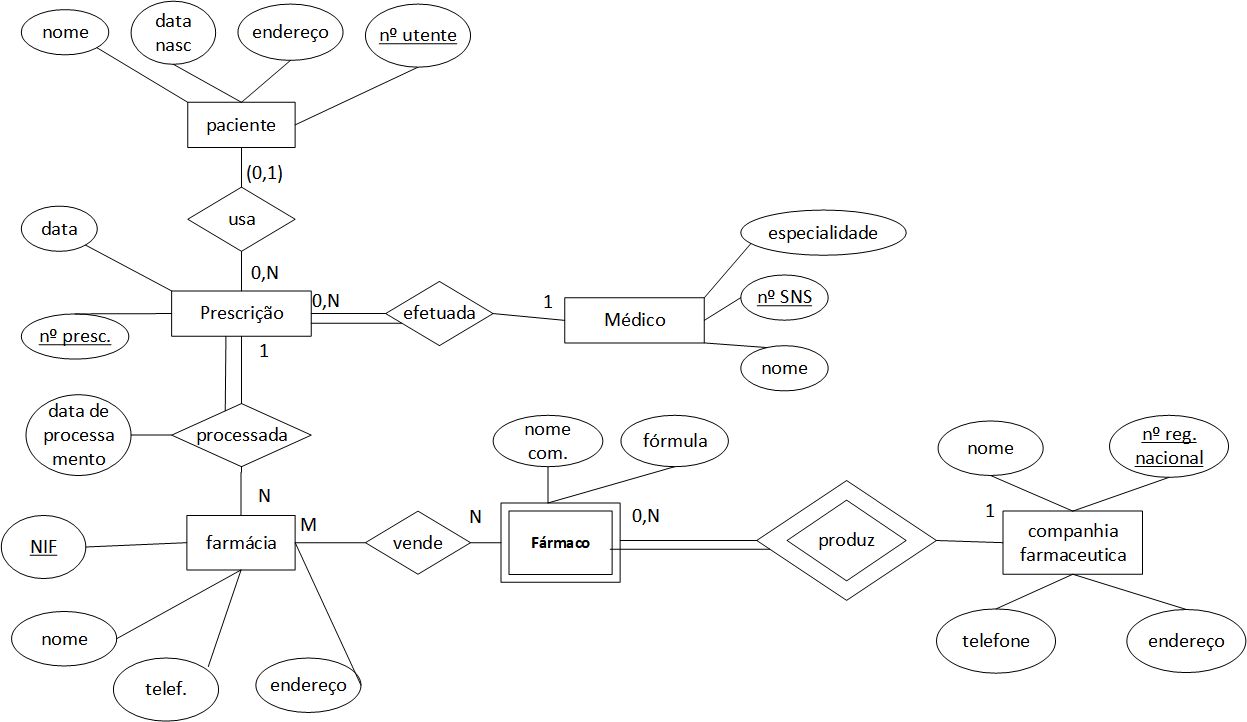 nome
data
nasc
endereço
nº utente
paciente
(0,1)
usa
data
0,N
especialidade
Prescrição
0,N
efetuada
1
Médico
nº SNS
nº presc.
1
nome
data de
processa
mento
processada
nome
com.
fórmula
nome
nº reg.
nacional
N
M
N
0,N
1
NIF
farmácia
vende
Fármaco
produz
companhia
farmaceutica
nome
telef.
endereço
telefone
endereço